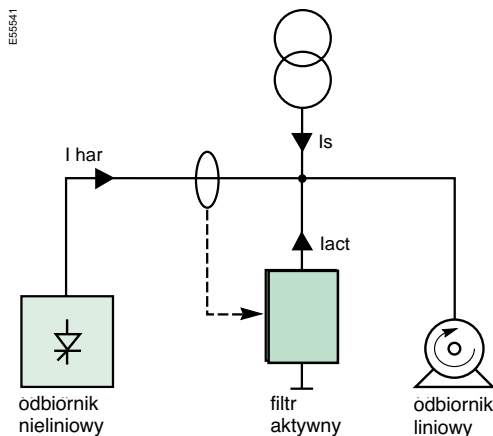 E55541
Is
I har
Iact
odbiornik
nieliniowy
filtr
aktywny
odbiornik
liniowy